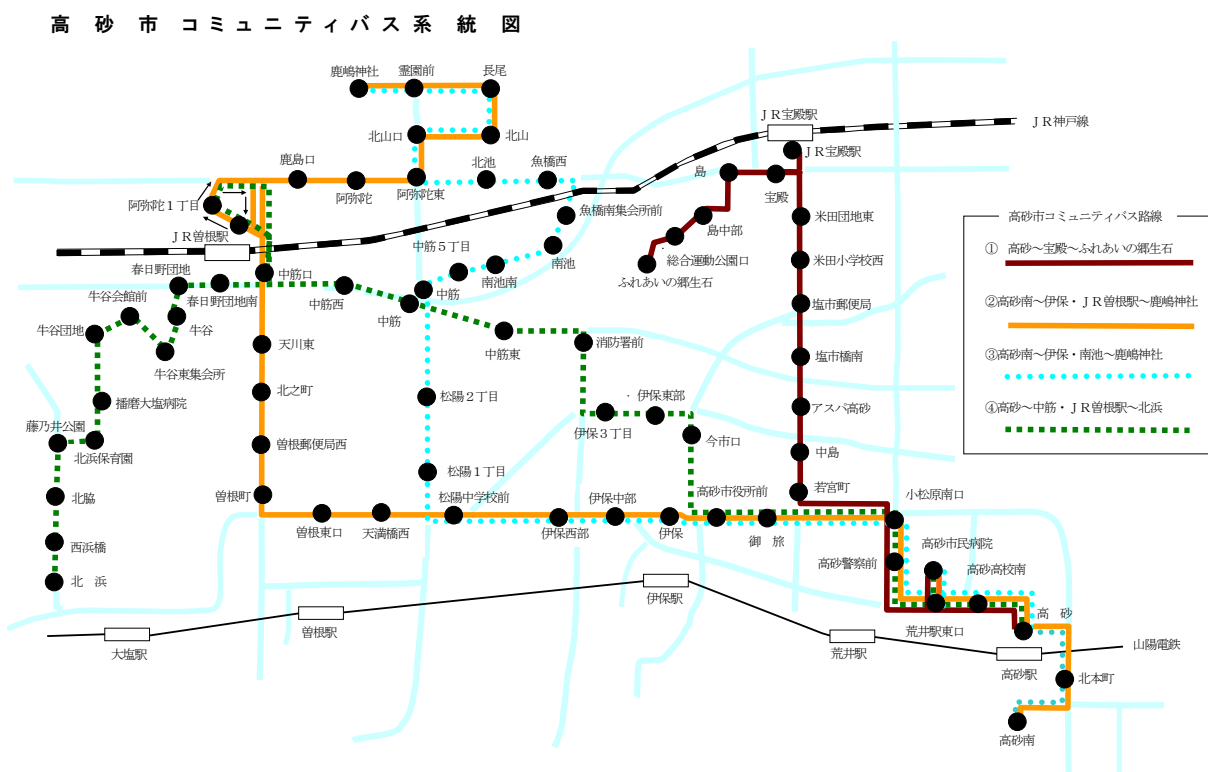 高砂市コミュニティバス系統図
鹿嶋神社
霊園前
長尾
北山口
北山
鹿島口
阿弥陀
阿弥陀東
北池
魚橋西
阿弥陀１丁目
ＪＲ曽根駅
魚橋南集会所前
南池
中筋５丁目
南池南
中筋
島
宝殿
ＪＲ宝殿駅
ＪＲ宝殿駅
ＪＲ神戸線
島中部
総合運動公園口
ふれあいの郷生石
米田団地東
米田小学校西
塩市郵便局
塩市橋南
アスパ高砂
中島
若宮町
高砂市コミュニティバス路線
① 高砂～宝殿～ふれあいの郷生石
②高砂南～伊保・ＪＲ曽根駅～鹿嶋神社
③高砂南～伊保・南池～鹿嶋神社
④高砂～中筋・ＪＲ曽根駅～北浜
春日野団地
春日野団地南
中筋口
中筋西
中筋
中筋東
消防署前
牛谷会館前
牛谷団地
牛谷
牛谷東集会所
天川東
北之町
播磨大塩病院
藤乃井公園
北浜保育園
北脇
西浜橋
北浜
曽根郵便局西
曽根町
松陽２丁目
松陽１丁目
伊保３丁目
伊保東部
今市口
曽根東口
天満橋西
松陽中学校前
伊保西部
伊保中部
伊保
高砂市役所前
御旅
小松原南口
高砂警察前
高砂市民病院
高砂高校南
荒井駅東口
高砂
北本町
高砂南
大塩駅
曽根駅
伊保駅
荒井駅
高砂駅
山陽電鉄